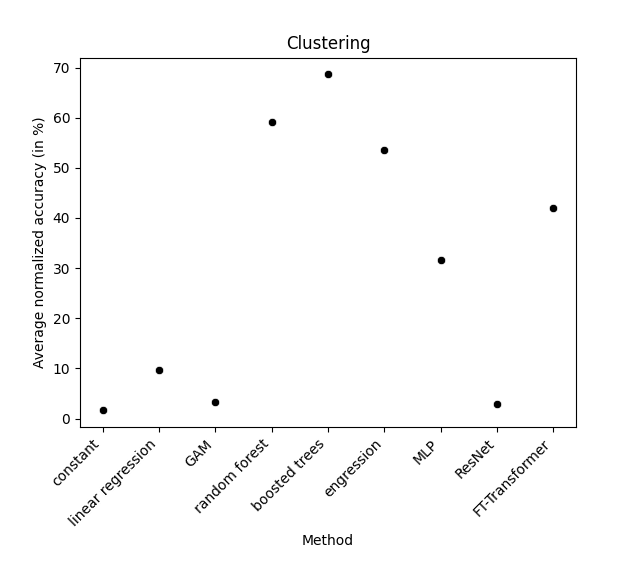 Clustering
Average normalized accuracy (in %)
70
60
50
40
30
20
10
0
constant
linear regression
GAM
random forest
boosted trees
engression
MLP
ResNet
FT-Transformer
Method